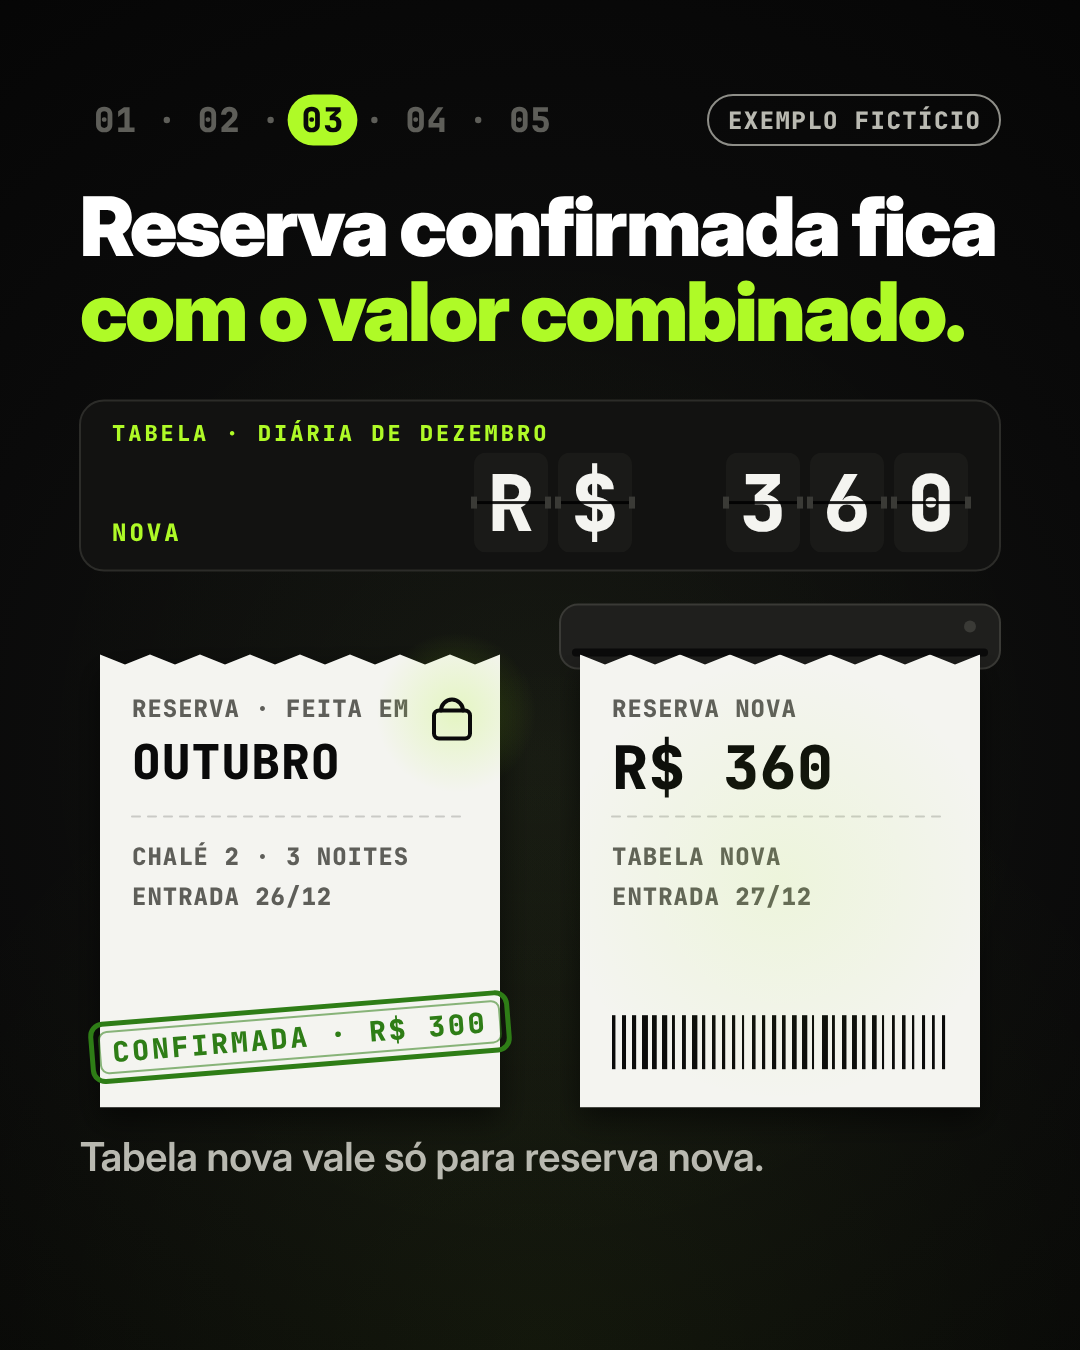 01 · 02 · 03 · 04 · 05
EXEMPLO FICTÍCIO
Reserva confirmada fica
com o valor combinado.
TABELA · DIÁRIA DE DEZEMBRO
NOVA
R$ 360
RESERVA · FEITA EM
OUTUBRO
CHALÉ 2 · 3 NOITES
ENTRADA 26/12
CONFIRMADA · R$ 300
RESERVA NOVA
R$ 360
TABELA NOVA
ENTRADA 27/12
Tabela nova vale só para reserva nova.